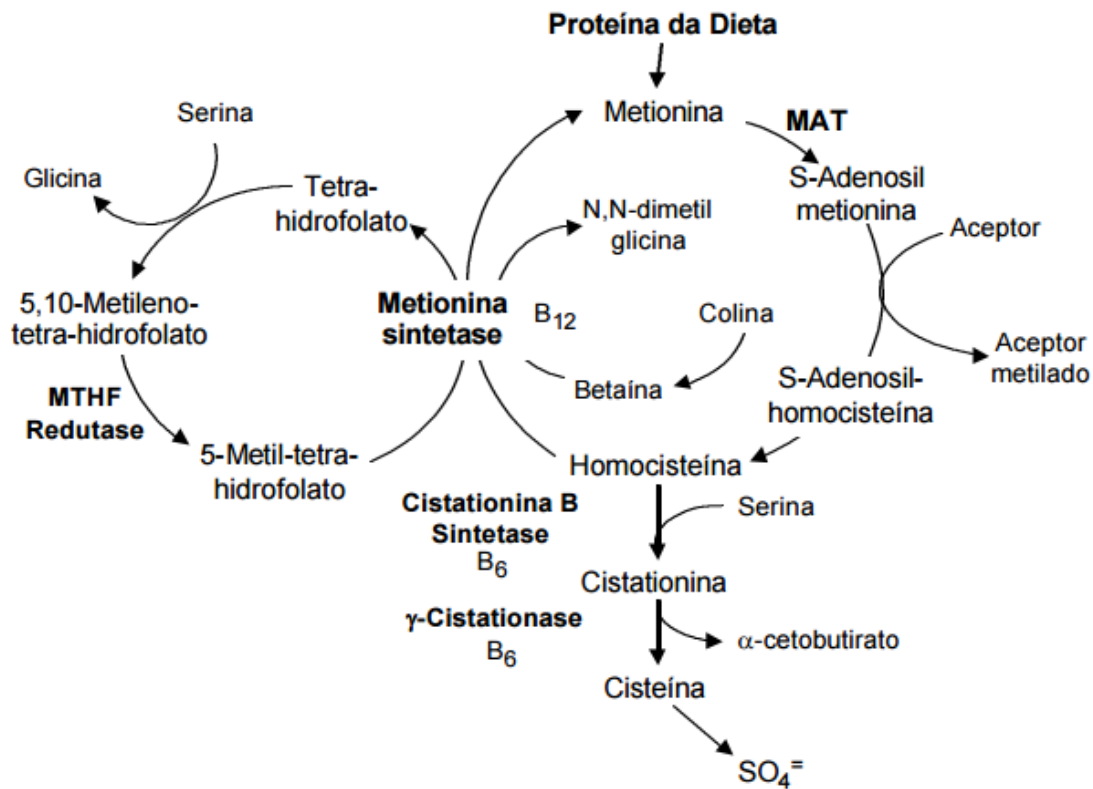 Proteína da Dieta
Metionina
MAT
S-Adenosil
metionina
Aceptor
Aceptor
metilado
S-Adenosil-
homocisteína
Serina
Glicina
Tetra-
hidrofolato
N,N-dimetil
glicina
5,10-Metileno-
tetra-hidrofolato
Metionina
sintetase
B12
Colina
Betaína
MTHF
Redutase
5-Metil-tetra-
hidrofolato
Homocisteína
Cistationina B
Sintetase
B6
Serina
Cistationina
γ-Cistationase
B6
α-cetobutirato
Cisteína
SO4=